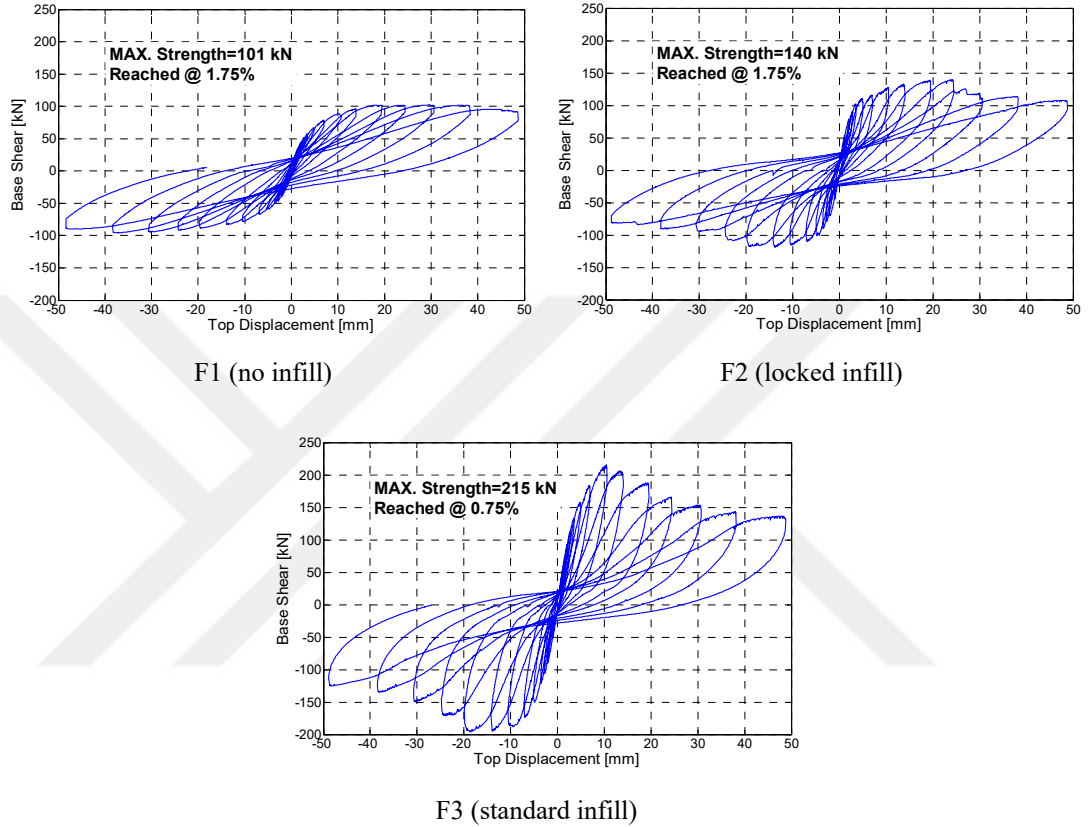 250
200
150
100
50
0
-50
-100
-150
-200
Base Shear [kN]
MAX. Strength=101 kN
Reached @ 1.75%
-50 -40 -30 -20 -10 0 10 20 30 40 50
Top Displacement [mm]
F1 (no infill)
250
200
150
100
50
0
-50
-100
-150
-200
Base Shear [kN]
MAX. Strength=140 kN
Reached @ 1.75%
-50 -40 -30 -20 -10 0 10 20 30 40 50
Top Displacement [mm]
F2 (locked infill)
250
200
150
100
50
0
-50
-100
-150
-200
Base Shear [kN]
MAX. Strength=215 kN
Reached @ 0.75%
-50 -40 -30 -20 -10 0 10 20 30 40 50
Top Displacement [mm]
F3 (standard infill)